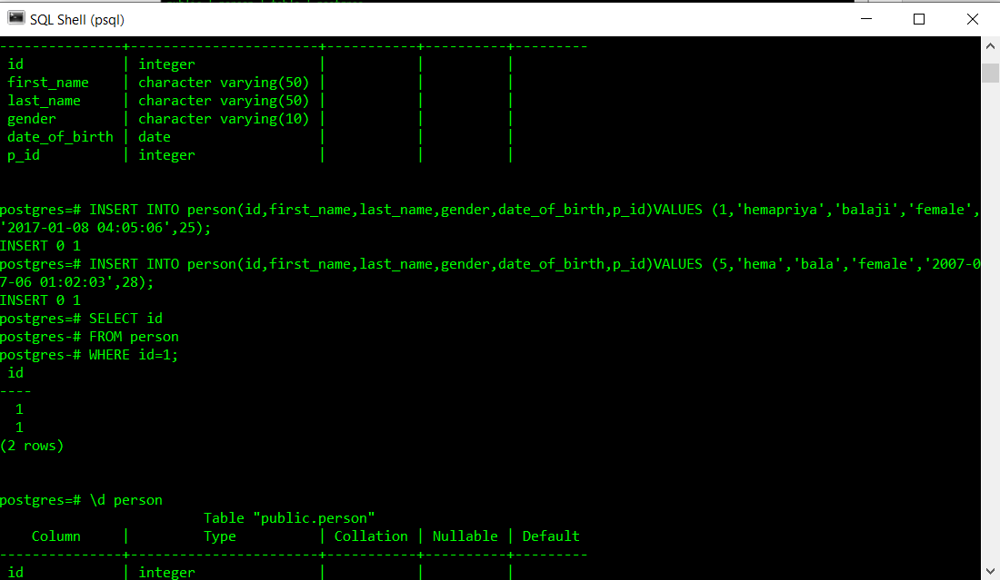 SQL Shell (psql)
---------------+-----------------------+-----------+----------+---------
 id            | integer               |           |          |
 first_name    | character varying(50) |           |          |
 last_name     | character varying(50) |           |          |
 gender        | character varying(10) |           |          |
 date_of_birth | date                  |           |          |
 p_id          | integer               |           |          |
postgres=# INSERT INTO person(id,first_name,last_name,gender,date_of_birth,p_id)VALUES (1,'hemapriya','balaji','female',
'2017-01-08 04:05:06',25);
INSERT 0 1
postgres=# INSERT INTO person(id,first_name,last_name,gender,date_of_birth,p_id)VALUES (5,'hema','bala','female','2007-0
7-06 01:02:03',28);
INSERT 0 1
postgres=# SELECT id
postgres-# FROM person
postgres-# WHERE id=1;
 id
----
  1
  1
(2 rows)
postgres=# \d person
                         Table "public.person"
    Column     |         Type          | Collation | Nullable | Default
---------------+-----------------------+-----------+----------+---------
 id            | integer               |           |          |